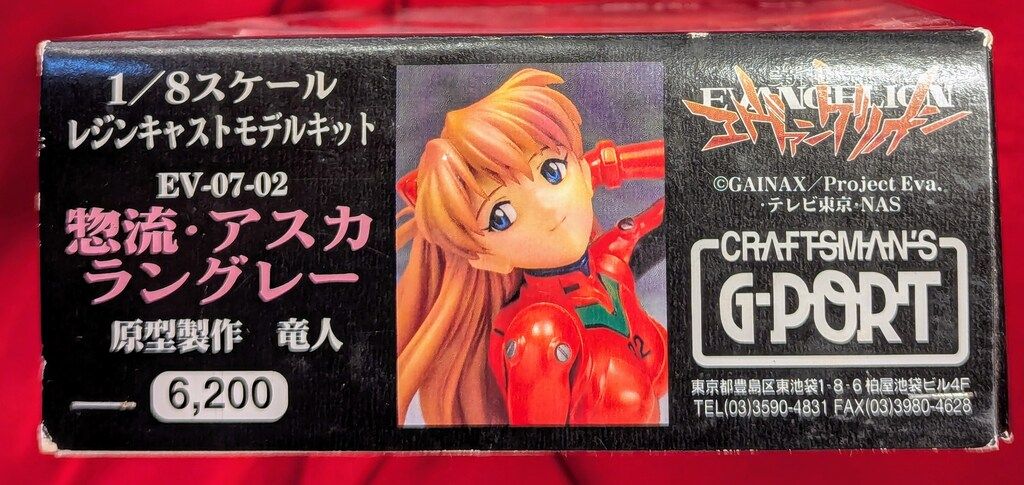 1/8スケール
レジンキャストモデルキット
EV-07-02
惣流・アスカ
ラングレー
原型製作 竜人
6,200
EVANGELION
ヱヴァンゲリオン
©GAINAX/Project Eva.
・テレビ東京・NAS
CRAFTSMAN'S
G-PORT
東京都豊島区東池袋1-8-6 柏屋池袋ビル4F
TEL(03)3590-4831 FAX(03)3980-4628
02